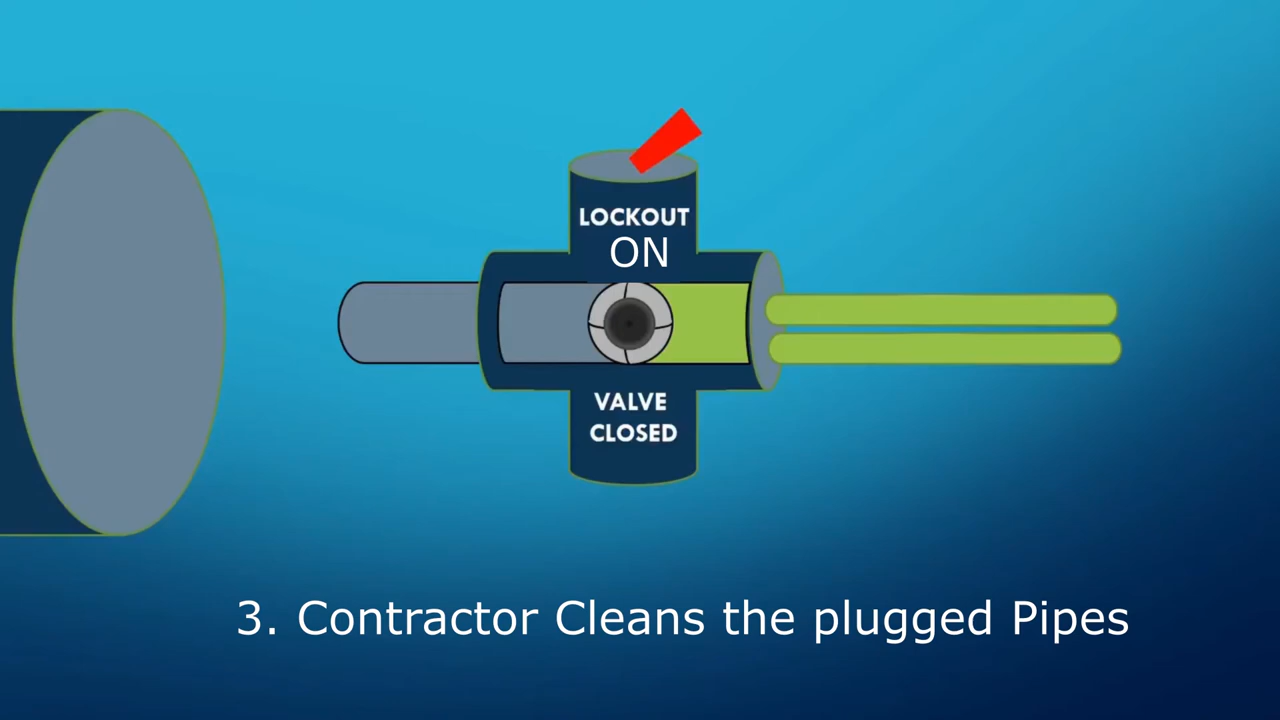 LOCKOUT
ON
VALVE
CLOSED
3. Contractor Cleans the plugged Pipes